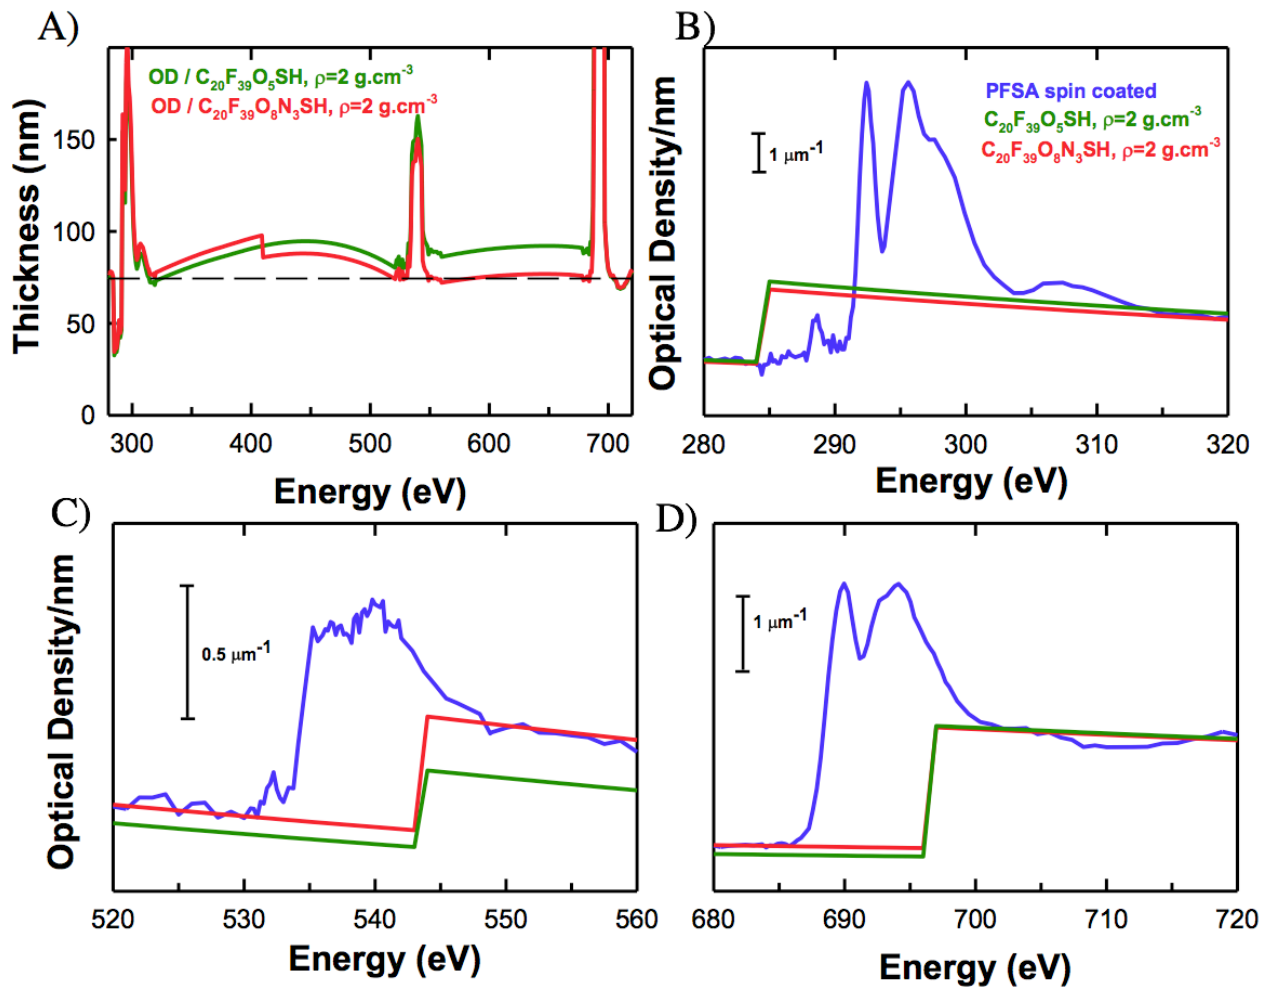 A)
OD / C₂₀F₃₉O₅SH, ρ=2 g.cm⁻³
OD / C₂₀F₃₉O₈N₃SH, ρ=2 g.cm⁻³
Thickness (nm)
150
100
50
0
300 400 500 600 700
Energy (eV)
B)
PFSA spin coated
C₂₀F₃₉O₅SH, ρ=2 g.cm⁻³
C₂₀F₃₉O₈N₃SH, ρ=2 g.cm⁻³
1 μm⁻¹
Optical Density/nm
280 290 300 310 320
Energy (eV)
C)
0.5 μm⁻¹
Optical Density/nm
520 530 540 550 560
Energy (eV)
D)
1 μm⁻¹
680 690 700 710 720
Energy (eV)